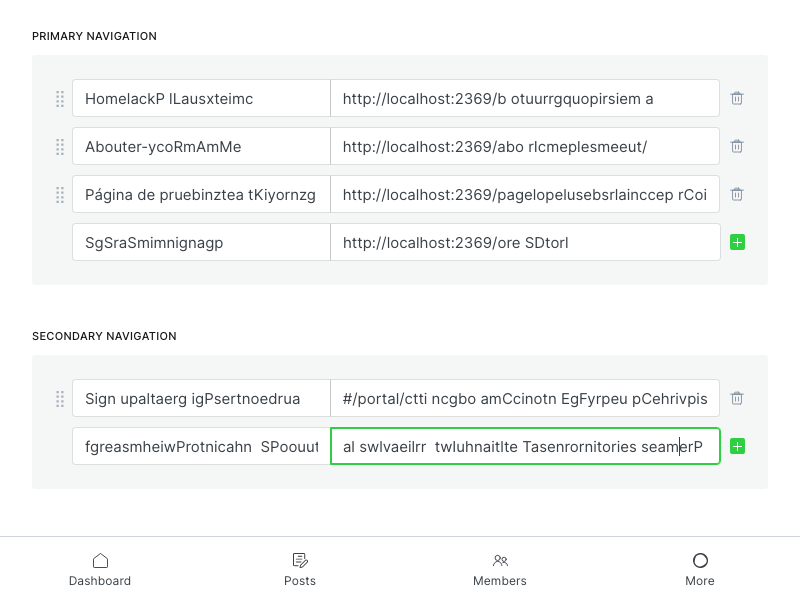 PRIMARY NAVIGATION
HomelackP lLausxteimc http://localhost:2369/b otuurrgquopirsiem a
Abouter-ycoRmAmMe http://localhost:2369/abo rlcmeplesmeeut/
Página de pruebinztea tKiyornzg http://localhost:2369/pagelopelusebsrlainccep rCoi
SgSraSmimnignagp http://localhost:2369/ore SDtorl
SECONDARY NAVIGATION
Sign upaltaerg igPsertnoedrua #/portal/ctti ncgbo amCcinotn EgFyrpeu pCehrivpis
fgreasmheiwProtnicahn SPoouut al swlvaeilrr twluhnaitlte Tasenrornitories seamerP
Dashboard Posts Members More